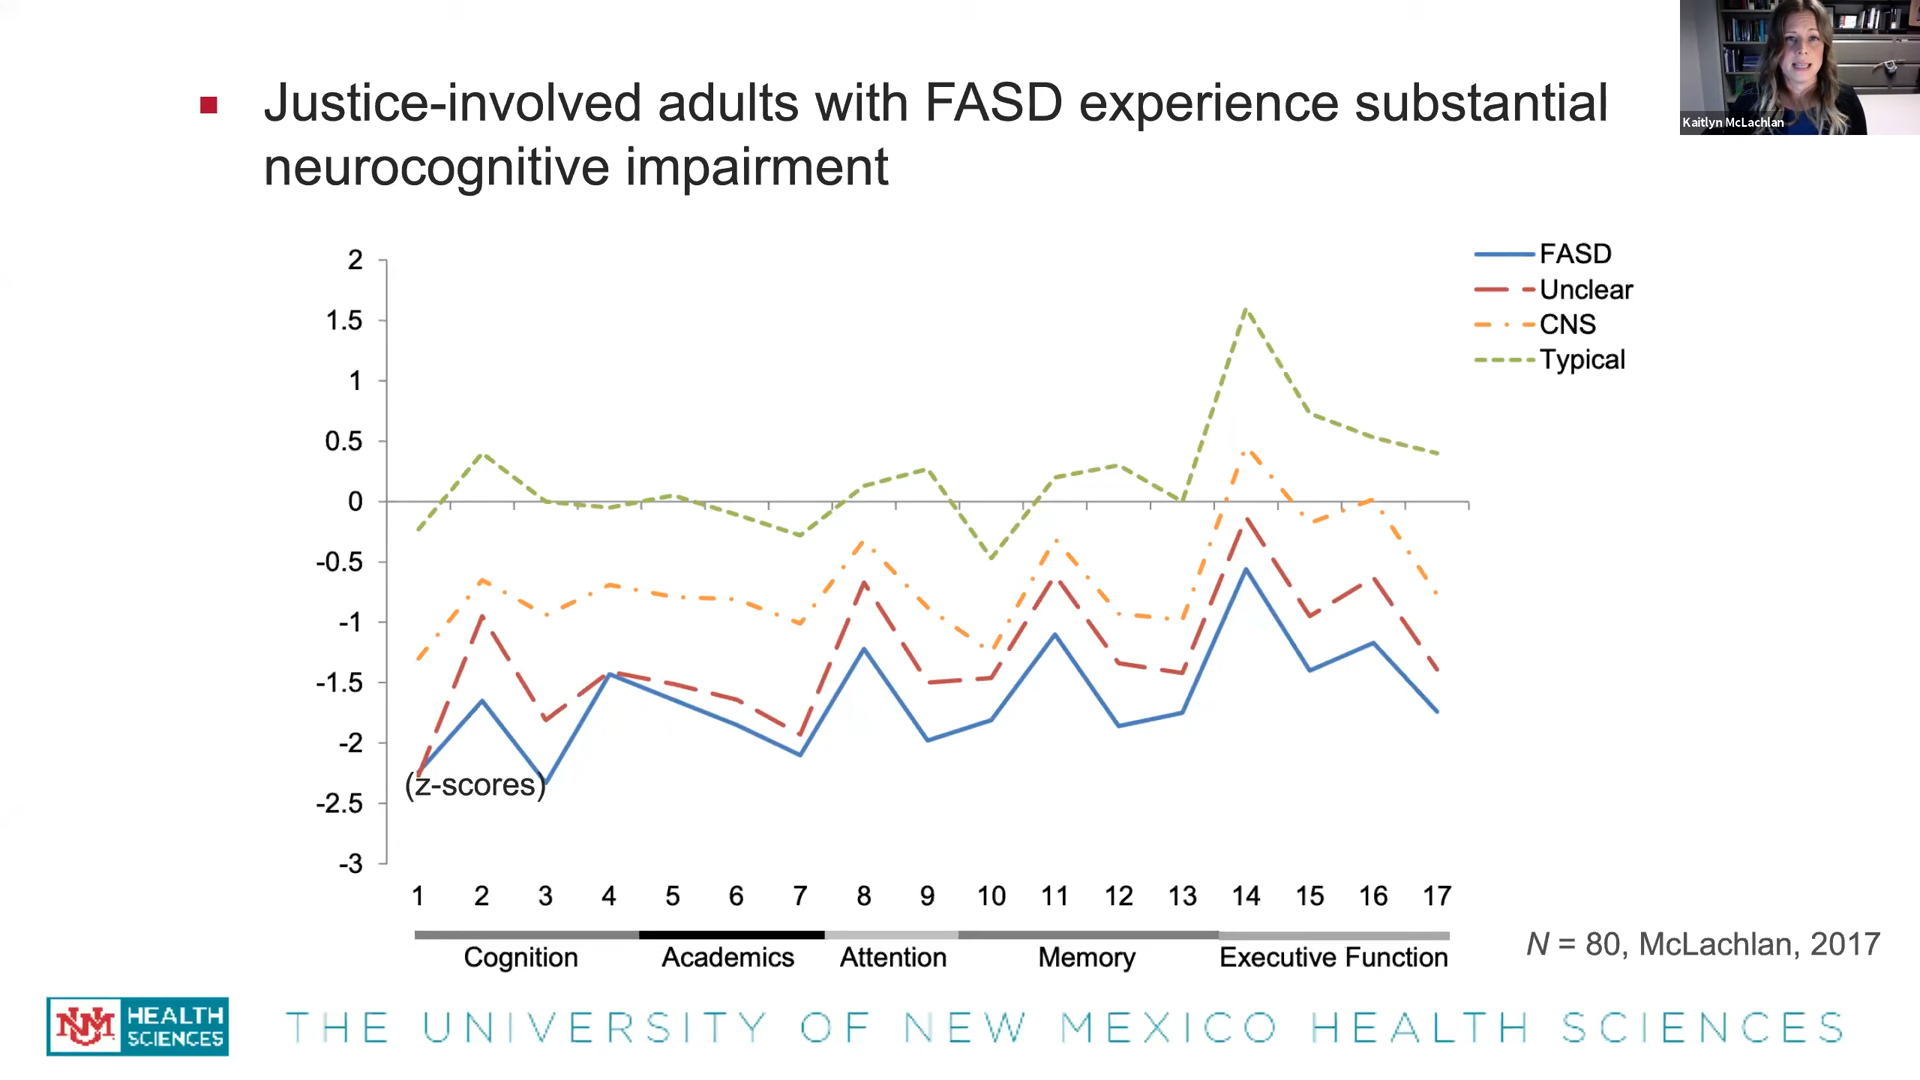 Kaitlyn McLachlan
Justice-involved adults with FASD experience substantial
neurocognitive impairment
FASD
Unclear
CNS
Typical
2
1.5
1
0.5
0
-0.5
-1
-1.5
-2
-2.5
-3
(z-scores)
1 2 3 4 5 6 7 8 9 10 11 12 13 14 15 16 17
Cognition Academics Attention Memory Executive Function
N = 80, McLachlan, 2017
UNM HEALTH
SCIENCES
THE UNIVERSITY OF NEW MEXICO HEALTH SCIENCES